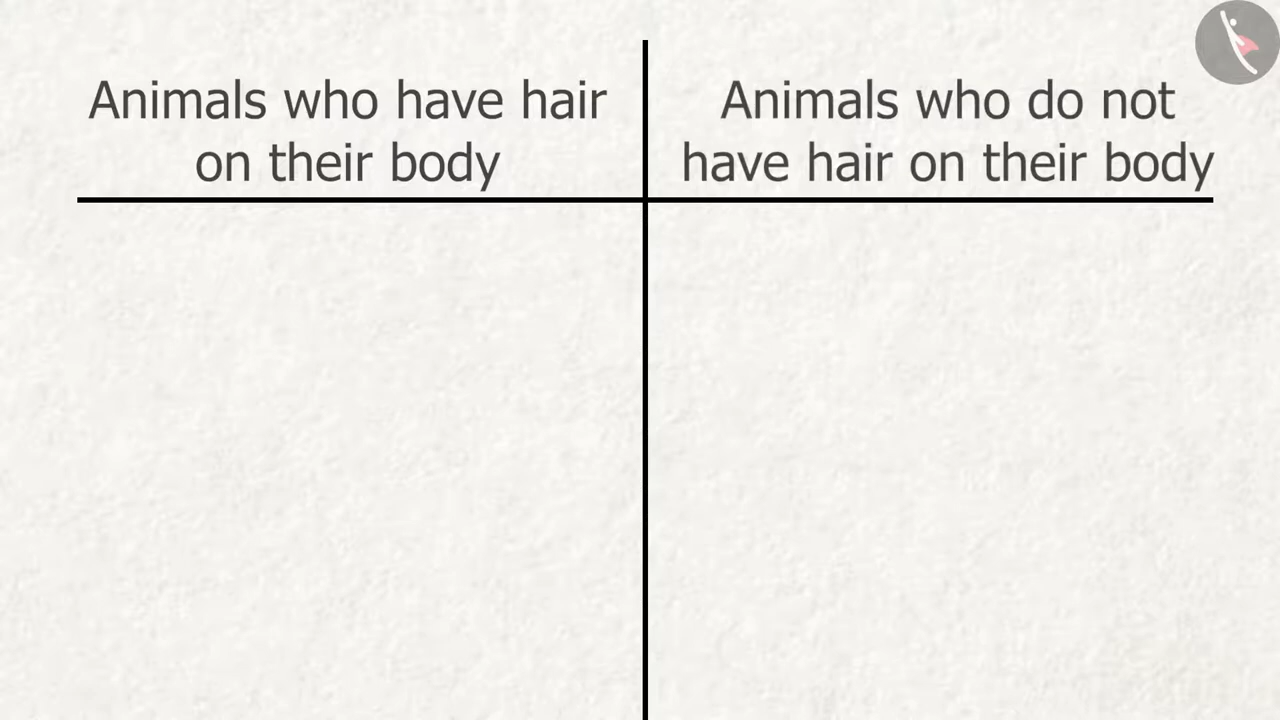 Animals who have hair
on their body
Animals who do not
have hair on their body